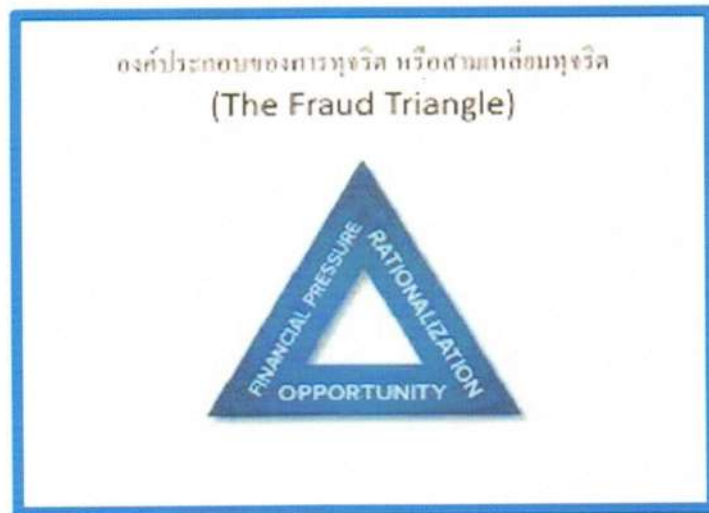 องค์ประกอบของการทุจริต หรือสามเหลี่ยมทุจริต
(The Fraud Triangle)
FINANCIAL PRESSURE
RATIONALIZATION
OPPORTUNITY